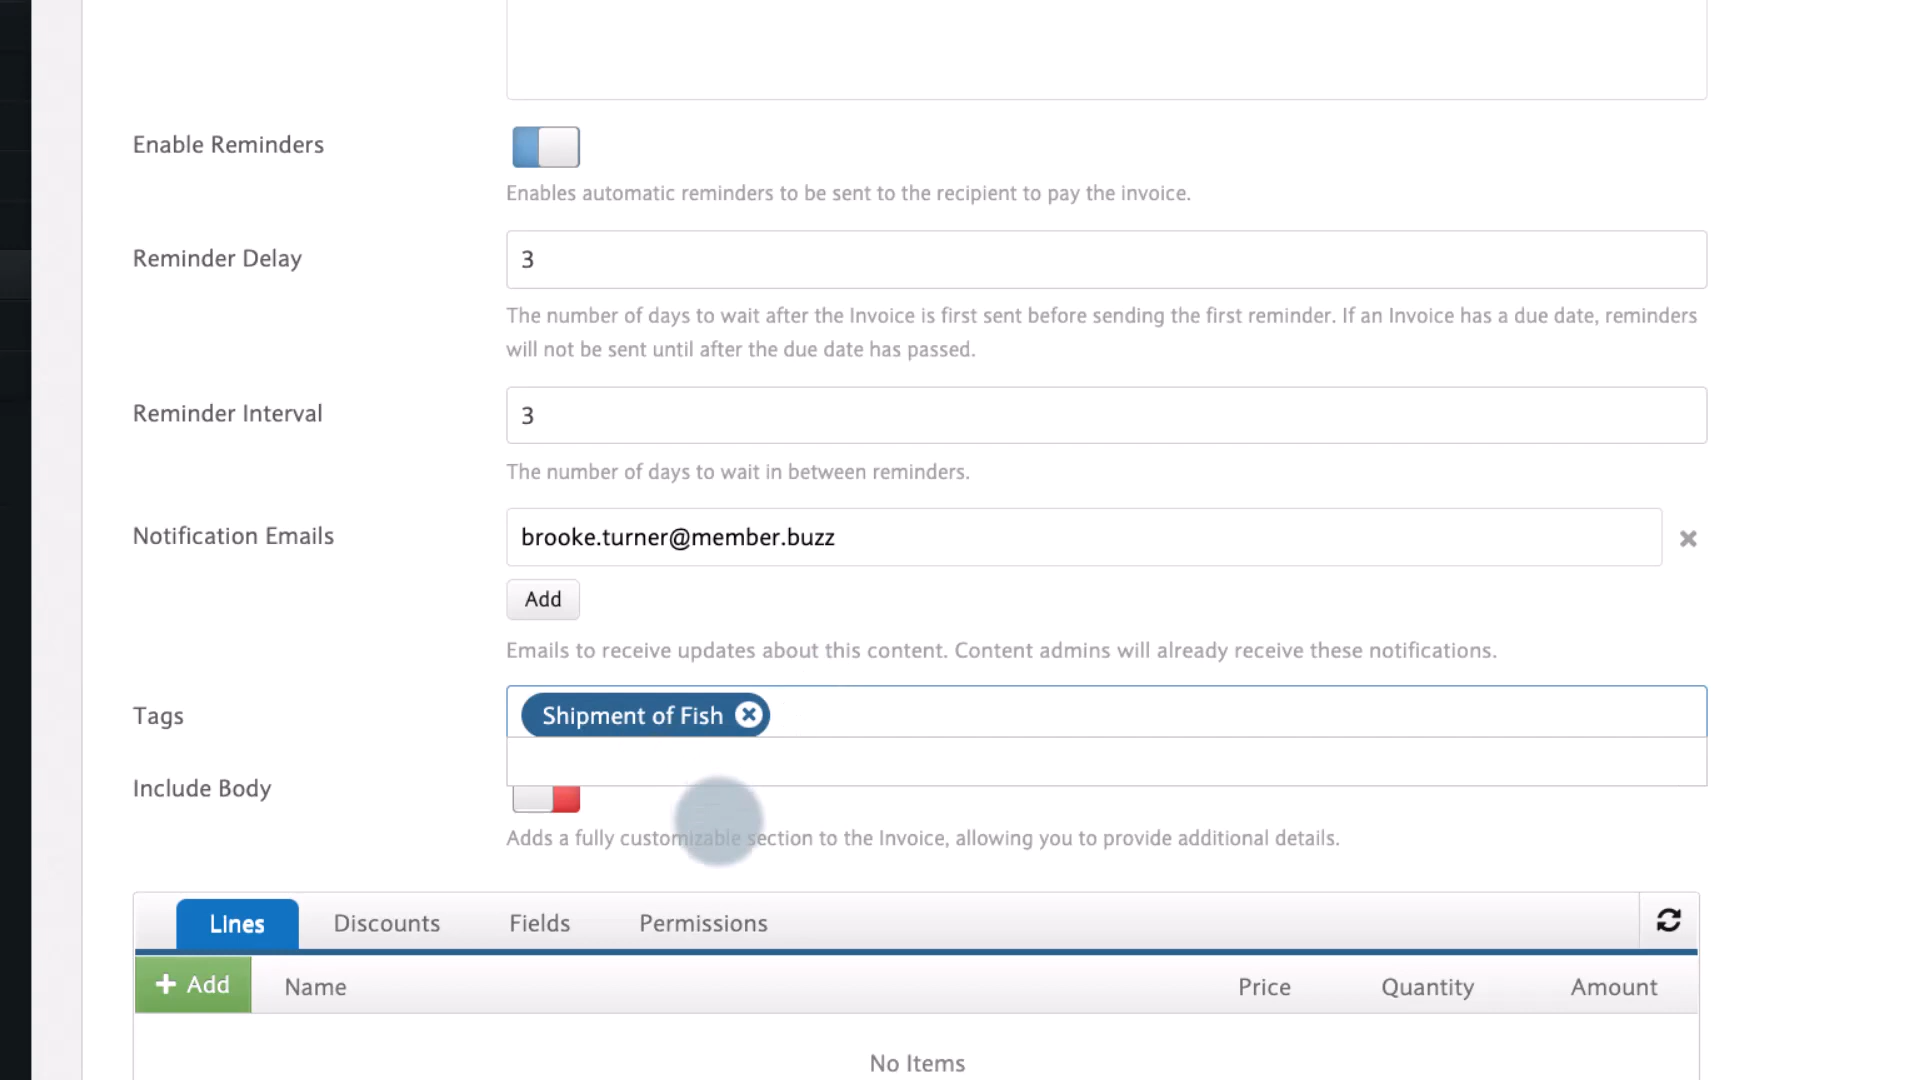 Enable Reminders
Enables automatic reminders to be sent to the recipient to pay the invoice.
Reminder Delay
3
The number of days to wait after the Invoice is first sent before sending the first reminder. If an Invoice has a due date, reminders
will not be sent until after the due date has passed.
Reminder Interval
3
The number of days to wait in between reminders.
Notification Emails
brooke.turner@member.buzz
Add
Emails to receive updates about this content. Content admins will already receive these notifications.
Tags
Shipment of Fish
Include Body
Adds a fully customizable section to the Invoice, allowing you to provide additional details.
Lines Discounts Fields Permissions
Add Name Price Quantity Amount
No Items